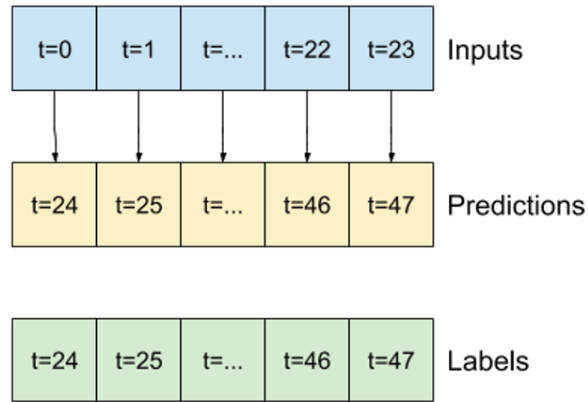 t=0 t=1 t=... t=22 t=23 Inputs
t=24 t=25 t=... t=46 t=47 Predictions
t=24 t=25 t=... t=46 t=47 Labels